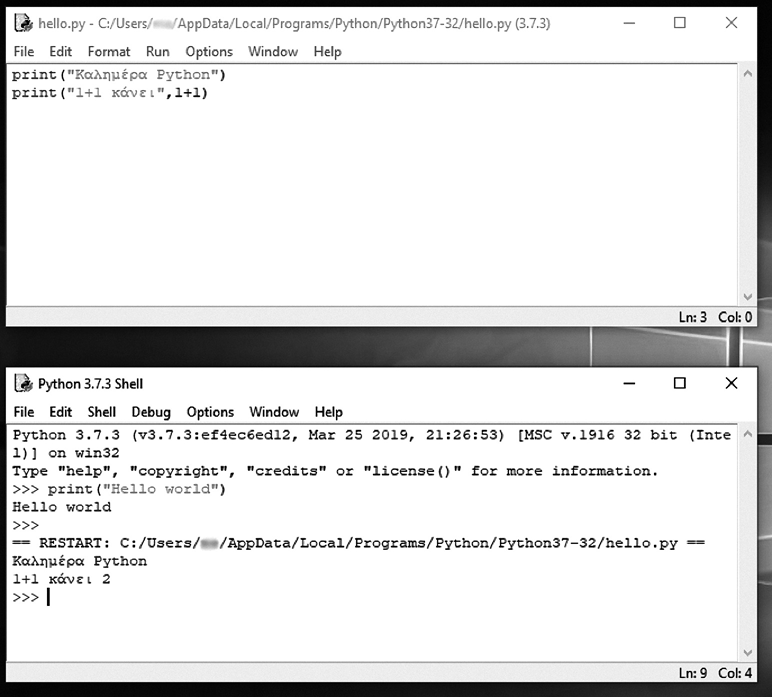 hello.py - C:/Users/ /AppData/Local/Programs/Python/Python37-32/hello.py (3.7.3)
File Edit Format Run Options Window Help
print("Καλημέρα Python")
print("1+1 κάνει",1+1)
Ln: 3 Col: 0
Python 3.7.3 Shell
File Edit Shell Debug Options Window Help
Python 3.7.3 (v3.7.3:ef4ec6ed12, Mar 25 2019, 21:26:53) [MSC v.1916 32 bit (Inte
l)] on win32
Type "help", "copyright", "credits" or "license()" for more information.
>>> print("Hello world")
Hello world
>>>
== RESTART: C:/Users/ /AppData/Local/Programs/Python/Python37-32/hello.py ==
Καλημέρα Python
1+1 κάνει 2
>>>
Ln: 9 Col: 4